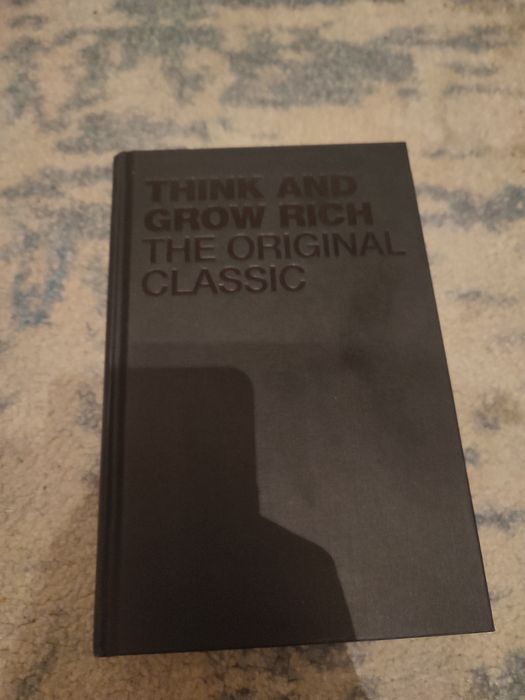 THINK AND
GROW RICH
THE ORIGINAL
CLASSIC